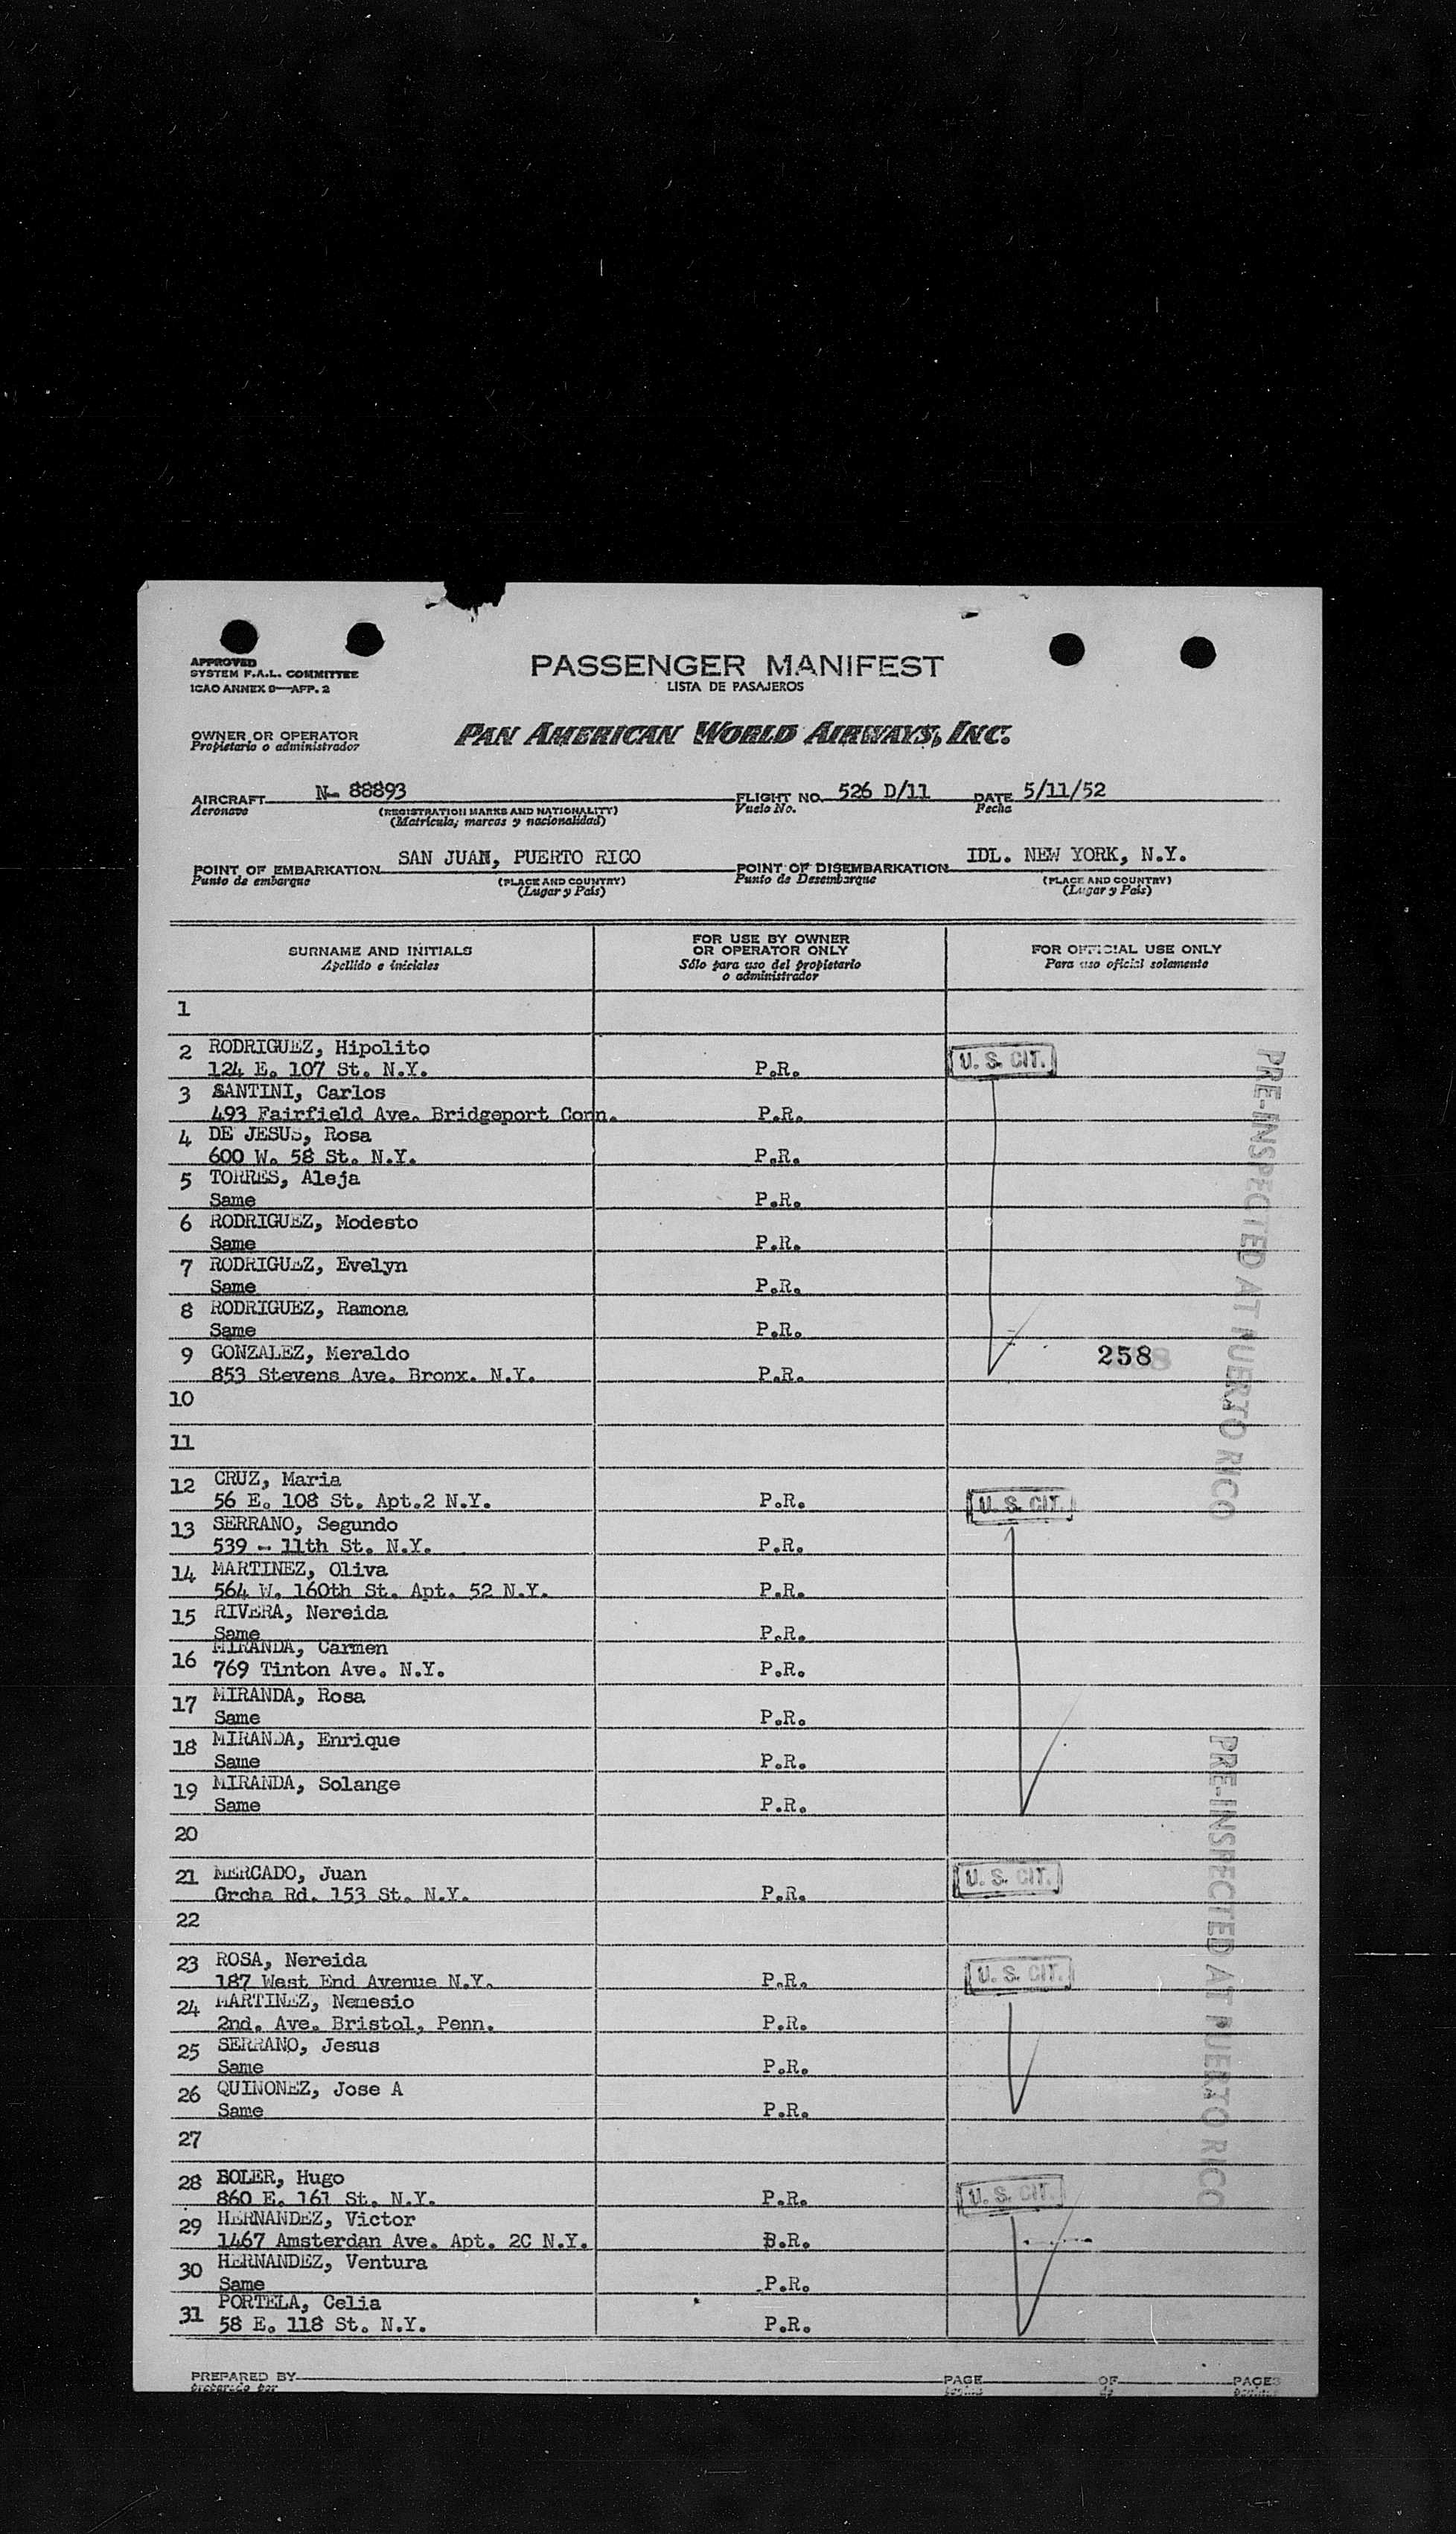 APPROVED
SYSTEM F.A.L. COMMITTEE
ICAO ANNEX 9—APP. 2
PASSENGER MANIFEST
LISTA DE PASAJEROS
OWNER OR OPERATOR
Propietario o administrador
PAN AMERICAN WORLD AIRWAYS, INC.
AIRCRAFT N- 88893 FLIGHT NO. 526 D/11 DATE 5/11/52
Aeronave (REGISTRATION MARKS AND NATIONALITY) Vuelo No. Fecha
(Matrícula, marcas y nacionalidad)
POINT OF EMBARKATION SAN JUAN, PUERTO RICO POINT OF DISEMBARKATION IDL. NEW YORK, N.Y.
Punto de embarque (PLACE AND COUNTRY) Punto de Desembarque (PLACE AND COUNTRY)
(Lugar y País) (Lugar y País)
SURNAME AND INITIALS FOR USE BY OWNER OR OPERATOR ONLY FOR OFFICIAL USE ONLY
Apellido e iniciales Sólo para uso del propietario o administrador Para uso oficial solamente
1
2 RODRIGUEZ, Hipolito
124 E. 107 St. N.Y. P.R. U. S. CIT.
3 SANTINI, Carlos
493 Fairfield Ave. Bridgeport Conn. P.R.
4 DE JESUS, Rosa
600 W. 58 St. N.Y. P.R.
5 TORRES, Aleja
Same P.R.
6 RODRIGUEZ, Modesto
Same P.R.
7 RODRIGUEZ, Evelyn
Same P.R.
8 RODRIGUEZ, Ramona
Same P.R.
9 GONZALEZ, Meraldo 258
853 Stevens Ave. Bronx. N.Y. P.R.
10
11
12 CRUZ, Maria
56 E. 108 St. Apt.2 N.Y. P.R. U. S. CIT.
13 SERRANO, Segundo
539 - 11th St. N.Y. P.R.
14 MARTINEZ, Oliva
564 W. 160th St. Apt. 52 N.Y. P.R.
15 RIVERA, Nereida
Same P.R.
16 MIRANDA, Carmen
769 Tinton Ave. N.Y. P.R.
17 MIRANDA, Rosa
Same P.R.
18 MIRANDA, Enrique
Same P.R.
19 MIRANDA, Solange
Same P.R.
20
21 MERCADO, Juan U. S. CIT.
Grcha Rd. 153 St. N.Y. P.R.
22
23 ROSA, Nereida
187 West End Avenue N.Y. P.R. U. S. CIT.
24 MARTINEZ, Nemesio
2nd. Ave. Bristol, Penn. P.R.
25 SERRANO, Jesus
Same P.R.
26 QUINONEZ, Jose A
Same P.R.
27
28 SOLER, Hugo
860 E. 161 St. N.Y. P.R. U. S. CIT.
29 HERNANDEZ, Victor
1467 Amsterdan Ave. Apt. 2C N.Y. P.R.
30 HERNANDEZ, Ventura
Same P.R.
31 PORTELA, Celia
58 E. 118 St. N.Y. P.R.
PRE-INSPECTED AT PUERTO RICO
PRE-INSPECTED AT PUERTO RICO
PREPARED BY PAGE OF PAGES